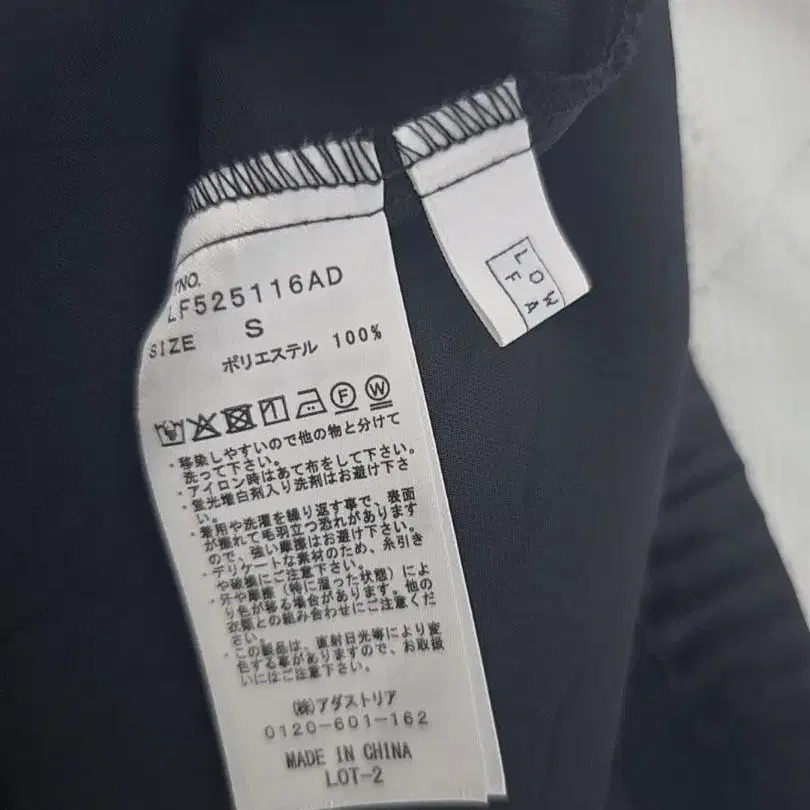 NO.
LF525116AD
SIZE S
ポリエステル 100%
・移染しやすいので他の物と分けて
洗って下さい。
・アイロン時はあて布をして下さい。
・蛍光増白剤入り洗剤はお避け下さ
い。
・着用や洗濯を繰り返す事で、表面
が擦れて毛羽立つ恐れがあります
ので、強い摩擦はお避け下さい。
・デリケートな素材のため、糸引き
や破損にご注意下さい。
・汗や摩擦（特に湿った状態）によ
り色が移る場合があります。他の
衣類との組み合わせにご注意くだ
さい。
・この製品は、直射日光等により変
色する事がありますので、お取扱
いにはご注意下さい。
(株)アダストリア
0120-601-162
MADE IN CHINA
LOT-2
LOW
F A